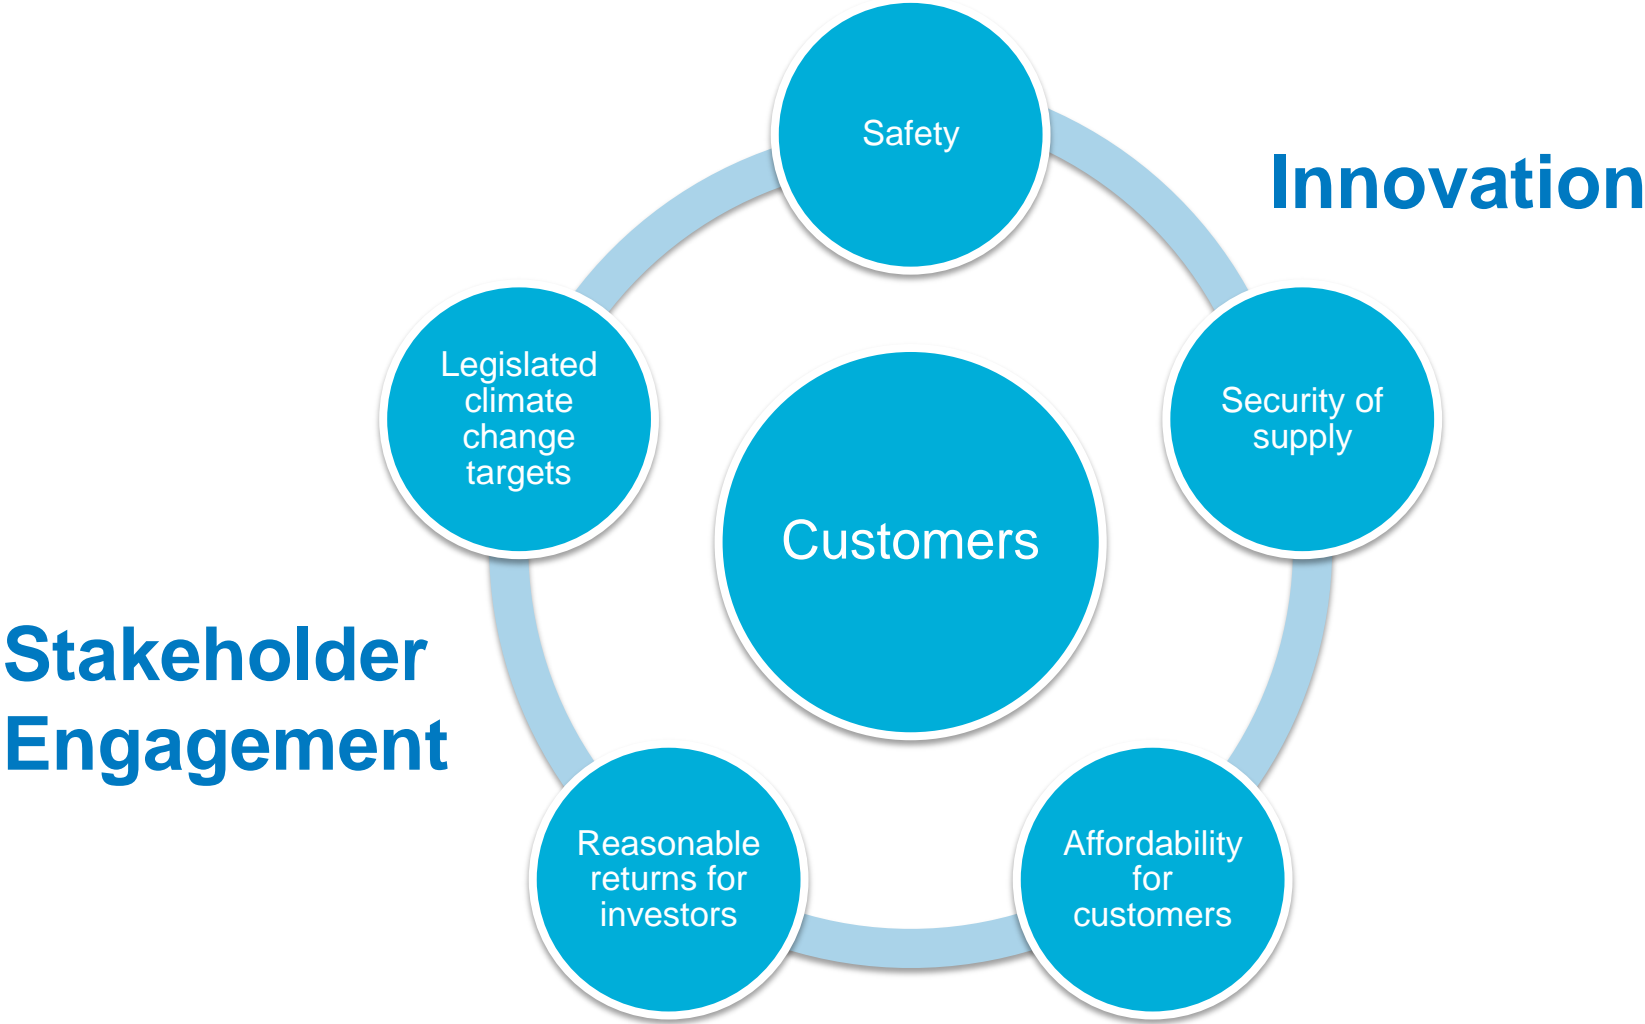 Safety
Innovation
Legislated
climate
change
targets
Security of
supply
Customers
Stakeholder
Engagement
Reasonable
returns for
investors
Affordability
for
customers